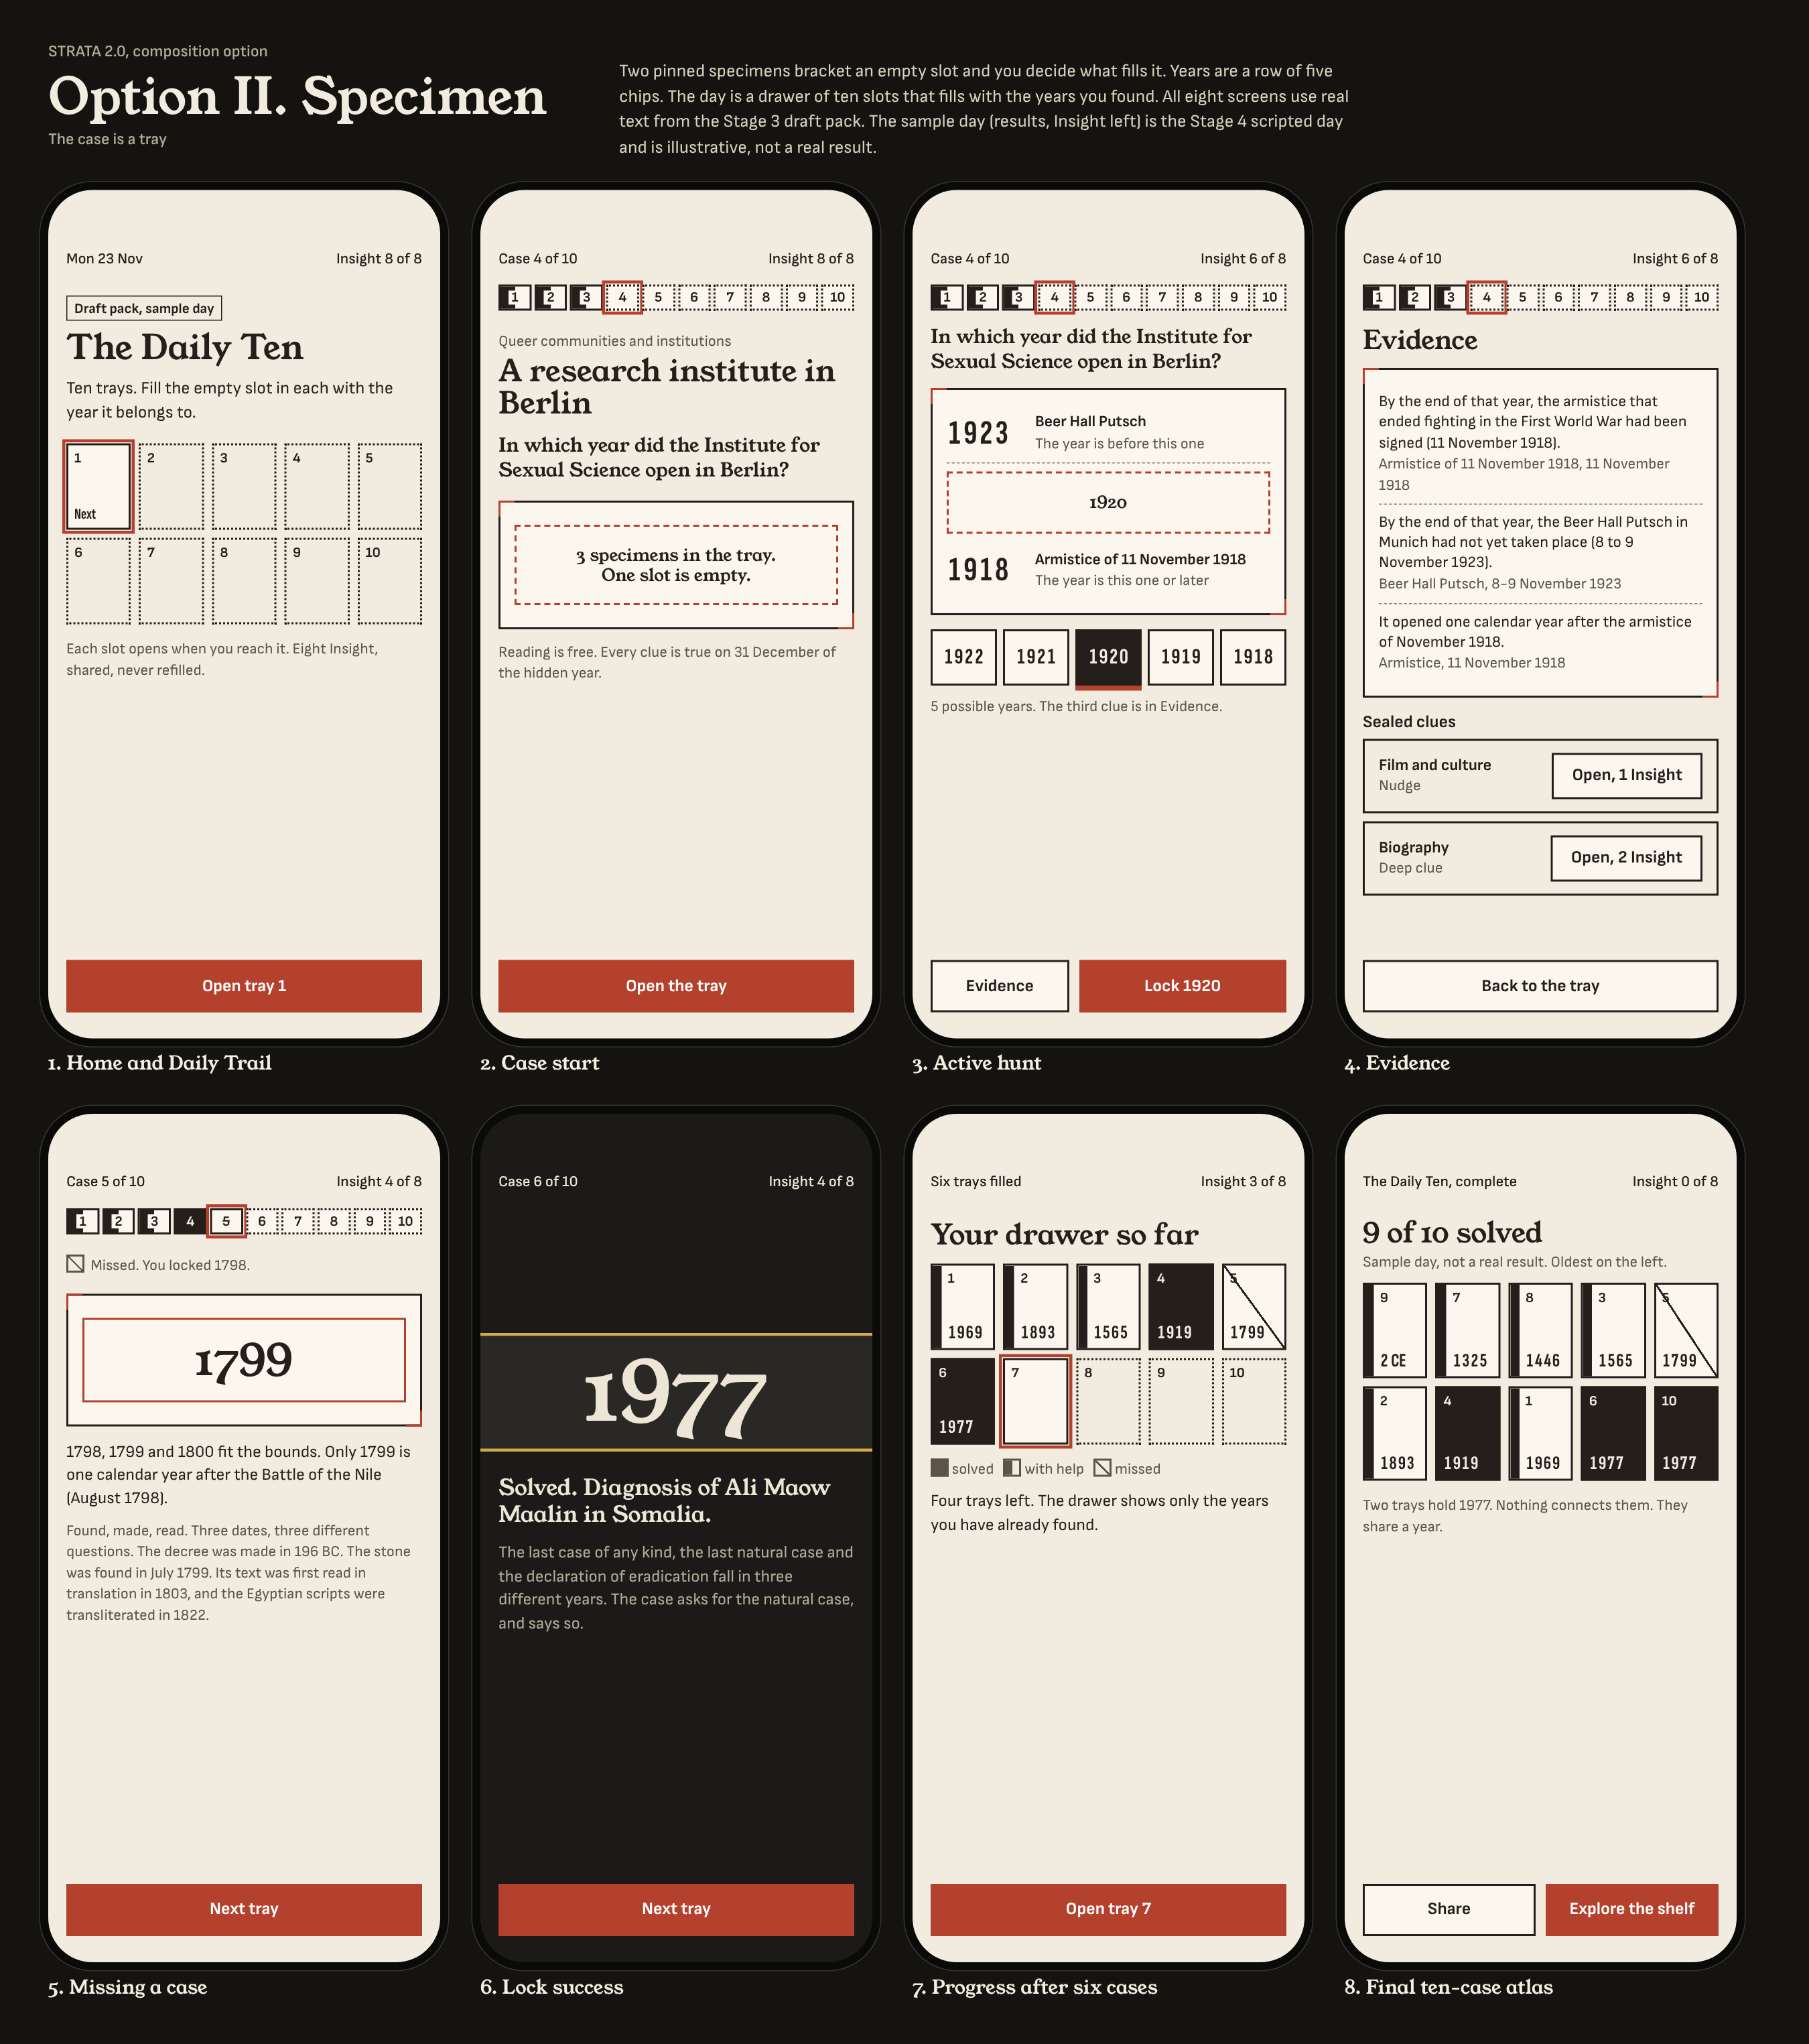 STRATA 2.0, composition option
Option II. Specimen
The case is a tray
Two pinned specimens bracket an empty slot and you decide what fills it. Years are a row of five
chips. The day is a drawer of ten slots that fills with the years you found. All eight screens use real
text from the Stage 3 draft pack. The sample day (results, Insight left) is the Stage 4 scripted day
and is illustrative, not a real result.
Mon 23 Nov
Insight 8 of 8
Draft pack, sample day
The Daily Ten
Ten trays. Fill the empty slot in each with the
year it belongs to.
1 2 3 4 5
Next
6 7 8 9 10
Each slot opens when you reach it. Eight Insight,
shared, never refilled.
Open tray 1
1. Home and Daily Trail
Case 4 of 10
Insight 8 of 8
1 2 3 4 5 6 7 8 9 10
Queer communities and institutions
A research institute in
Berlin
In which year did the Institute for
Sexual Science open in Berlin?
3 specimens in the tray.
One slot is empty.
Reading is free. Every clue is true on 31 December of
the hidden year.
Open the tray
2. Case start
Case 4 of 10
Insight 6 of 8
1 2 3 4 5 6 7 8 9 10
In which year did the Institute for
Sexual Science open in Berlin?
1923
Beer Hall Putsch
The year is before this one
1920
1918
Armistice of 11 November 1918
The year is this one or later
1922 1921 1920 1919 1918
5 possible years. The third clue is in Evidence.
Evidence
Lock 1920
3. Active hunt
Case 4 of 10
Insight 6 of 8
1 2 3 4 5 6 7 8 9 10
Evidence
By the end of that year, the armistice that
ended fighting in the First World War had been
signed (11 November 1918).
Armistice of 11 November 1918, 11 November
1918
By the end of that year, the Beer Hall Putsch in
Munich had not yet taken place (8 to 9
November 1923).
Beer Hall Putsch, 8–9 November 1923
It opened one calendar year after the armistice
of November 1918.
Armistice, 11 November 1918
Sealed clues
Film and culture
Nudge
Open, 1 Insight
Biography
Deep clue
Open, 2 Insight
Back to the tray
4. Evidence
Case 5 of 10
Insight 4 of 8
1 2 3 4 5 6 7 8 9 10
Missed. You locked 1798.
1799
1798, 1799 and 1800 fit the bounds. Only 1799 is
one calendar year after the Battle of the Nile
(August 1798).
Found, made, read. Three dates, three different
questions. The decree was made in 196 BC. The stone
was found in July 1799. Its text was first read in
translation in 1803, and the Egyptian scripts were
transliterated in 1822.
Next tray
5. Missing a case
Case 6 of 10
Insight 4 of 8
1977
Solved. Diagnosis of Ali Maow
Maalin in Somalia.
The last case of any kind, the last natural case and
the declaration of eradication fall in three
different years. The case asks for the natural case,
and says so.
Next tray
6. Lock success
Six trays filled
Insight 3 of 8
Your drawer so far
1 2 3 4 5
1969 1893 1565 1919 1799
6 7 8 9 10
1977
solved with help missed
Four trays left. The drawer shows only the years
you have already found.
Open tray 7
7. Progress after six cases
The Daily Ten, complete
Insight 0 of 8
9 of 10 solved
Sample day, not a real result. Oldest on the left.
9 7 8 3 5
2 CE 1325 1446 1565 1799
2 4 1 6 10
1893 1919 1969 1977 1977
Two trays hold 1977. Nothing connects them. They
share a year.
Share
Explore the shelf
8. Final ten-case atlas